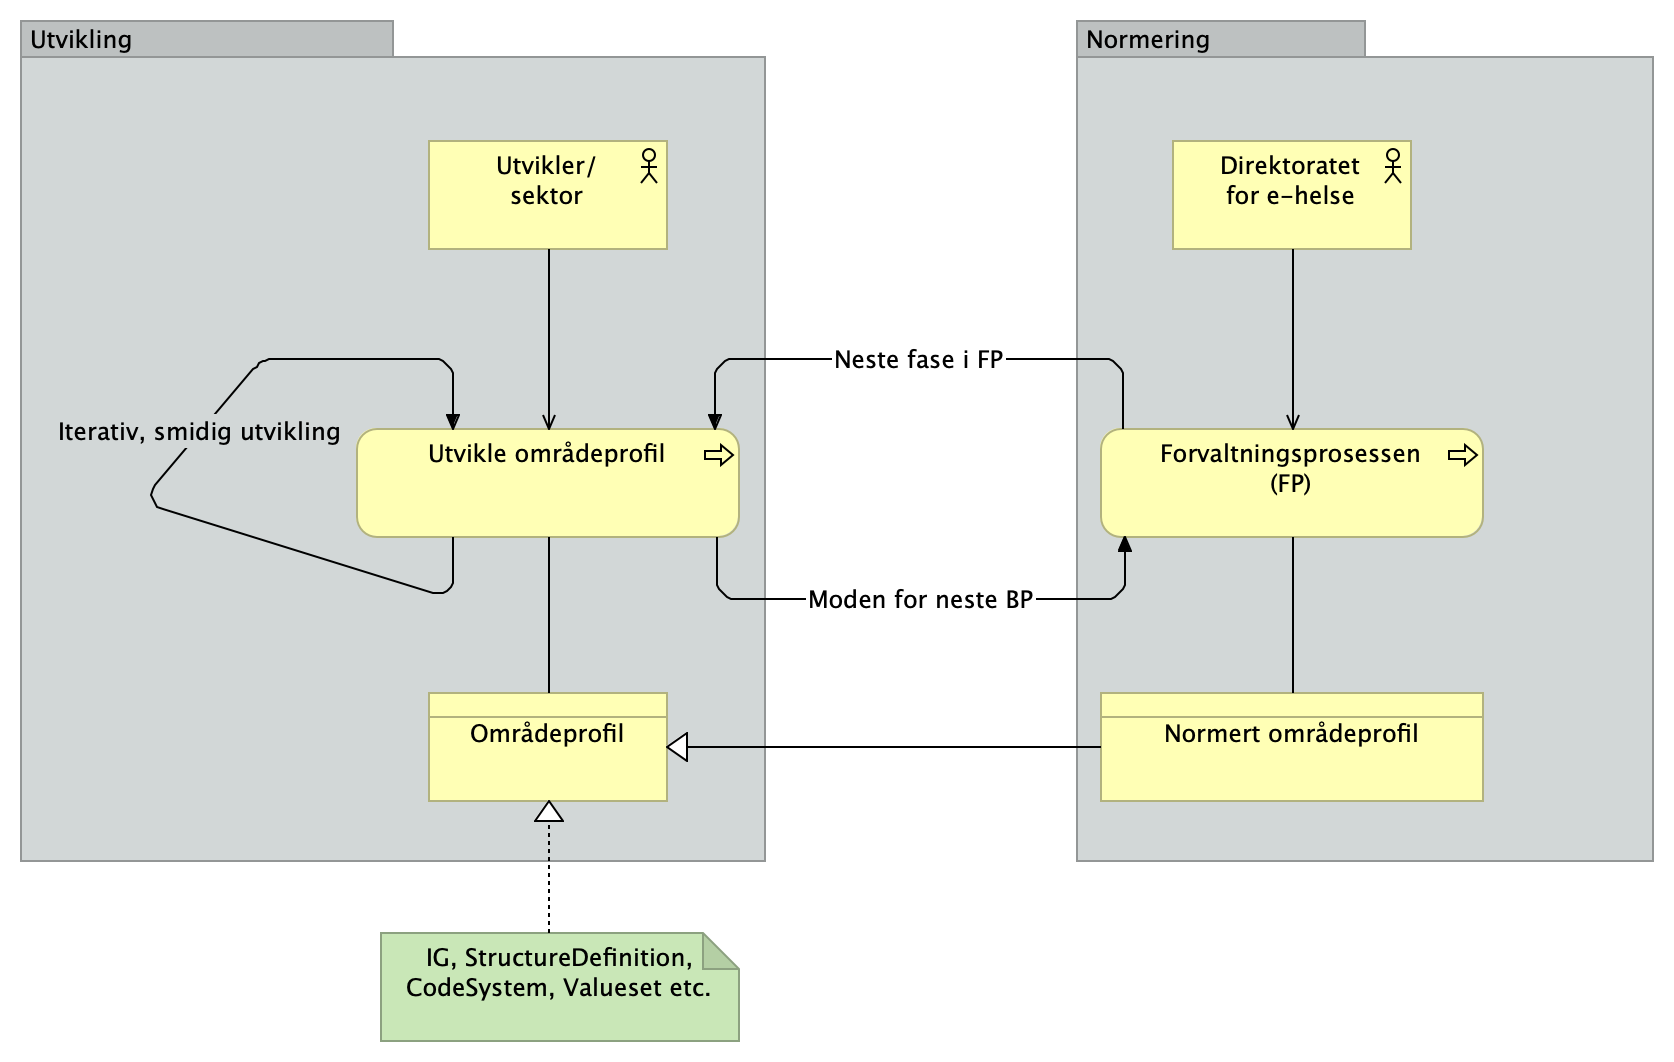 Utvikling
Normering
Utvikler/
sektor
Direktoratet
for e-helse
Neste fase i FP
Iterativ, smidig utvikling
Utvikle områdeprofil
Forvaltningsprosessen
(FP)
Moden for neste BP
Områdeprofil
Normert områdeprofil
IG, StructureDefinition,
CodeSystem, Valueset etc.